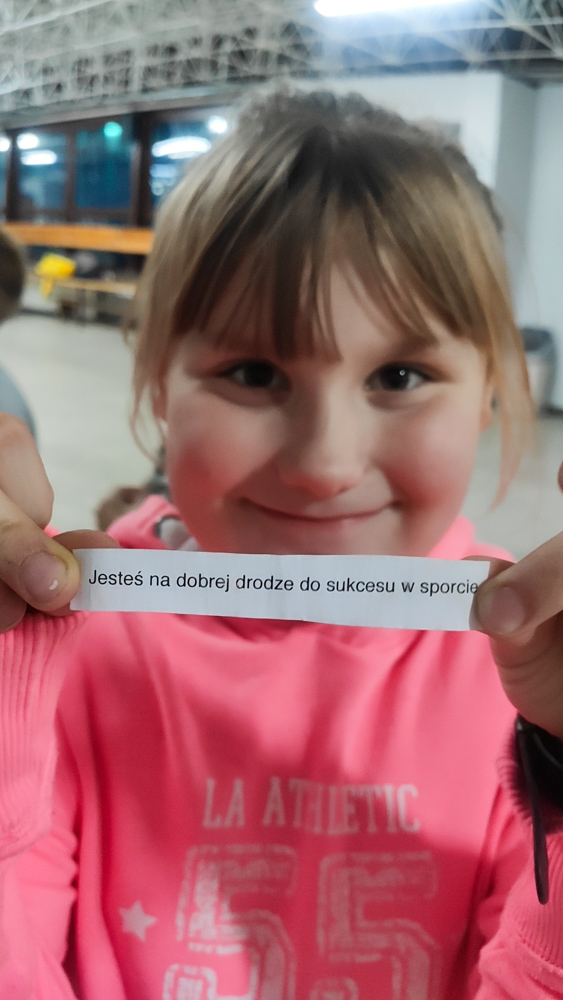 Jesteś na dobrej drodze do sukcesu w sporcie
LA ATHLETIC
55